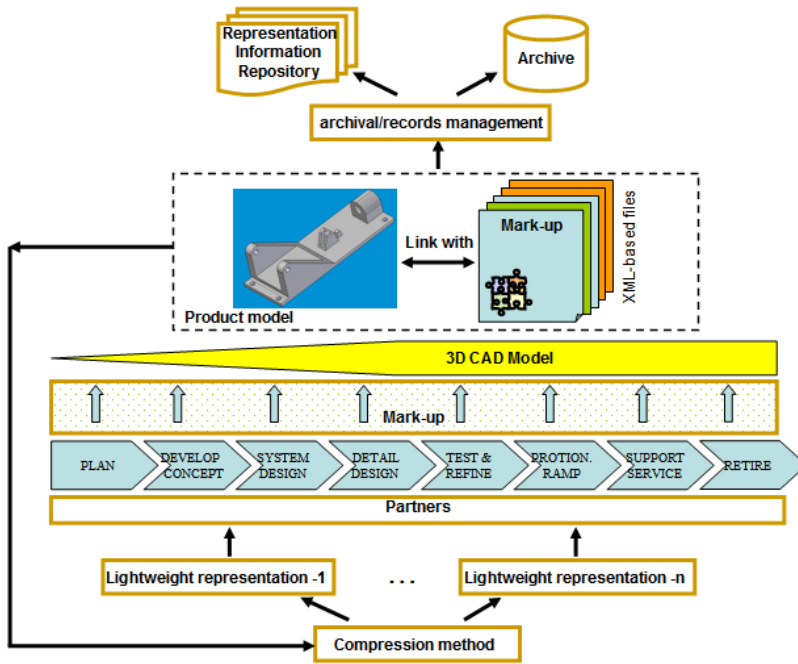 Representation
Information
Repository
Archive
archival/records management
Link with
Mark-up
XML-based files
Product model
3D CAD Model
Mark-up
PLAN
DEVELOP
CONCEPT
SYSTEM
DESIGN
DETAIL
DESIGN
TEST &
REFINE
PROTION.
RAMP
SUPPORT
SERVICE
RETIRE
Partners
Lightweight representation -1
. . .
Lightweight representation -n
Compression method